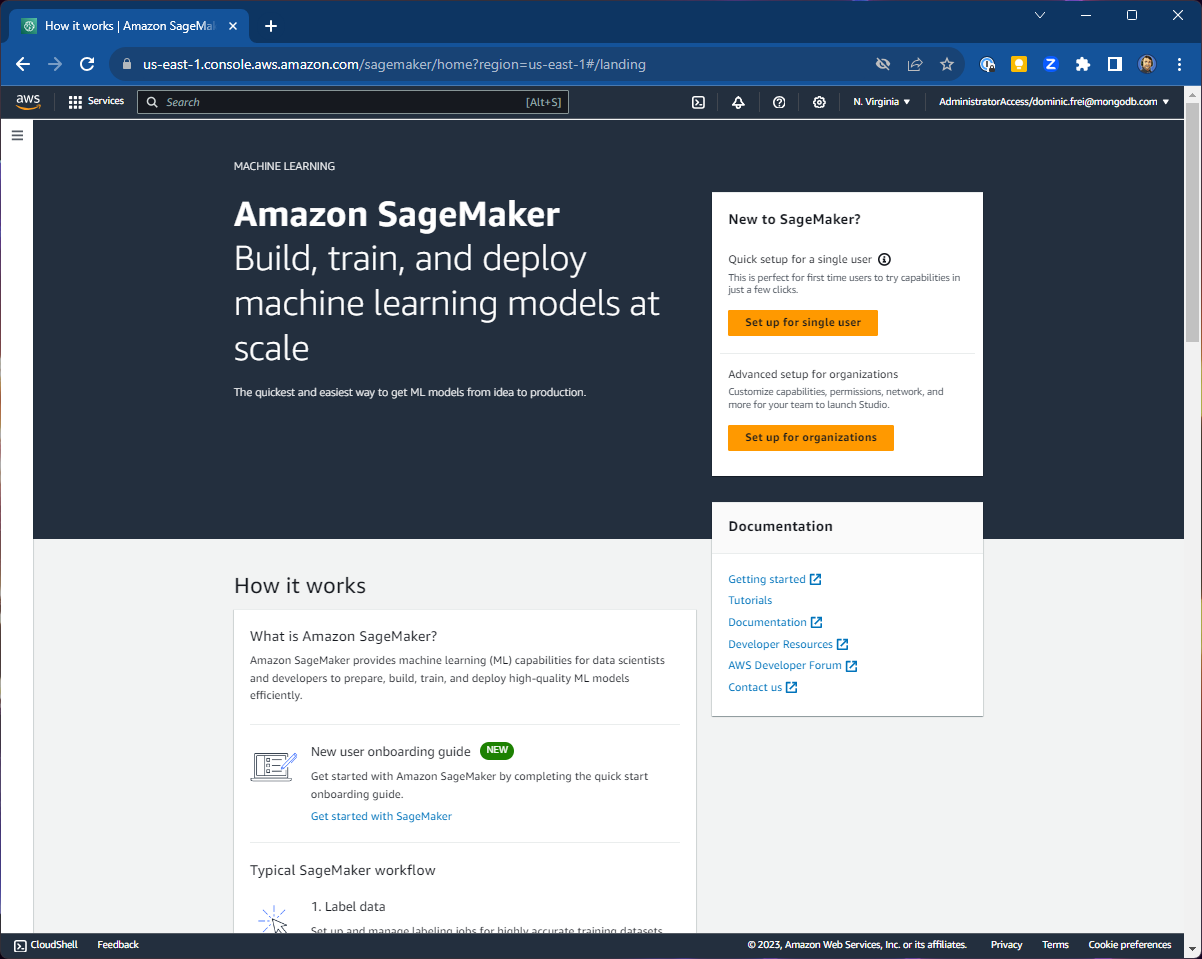 How it works | Amazon SageMa
us-east-1.console.aws.amazon.com/sagemaker/home?region=us-east-1#/landing
aws
Services
Search
[Alt+S]
N. Virginia
AdministratorAccess/dominic.frei@mongodb.com
MACHINE LEARNING
Amazon SageMaker
Build, train, and deploy
machine learning models at
scale
The quickest and easiest way to get ML models from idea to production.
New to SageMaker?
Quick setup for a single user
This is perfect for first time users to try capabilities in
just a few clicks.
Set up for single user
Advanced setup for organizations
Customize capabilities, permissions, network, and
more for your team to launch Studio.
Set up for organizations
Documentation
Getting started
Tutorials
Documentation
Developer Resources
AWS Developer Forum
Contact us
How it works
What is Amazon SageMaker?
Amazon SageMaker provides machine learning (ML) capabilities for data scientists
and developers to prepare, build, train, and deploy high-quality ML models
efficiently.
New user onboarding guide
NEW
Get started with Amazon SageMaker by completing the quick start
onboarding guide.
Get started with SageMaker
Typical SageMaker workflow
1. Label data
Set up and manage labeling jobs for highly accurate training datasets
CloudShell
Feedback
© 2023, Amazon Web Services, Inc. or its affiliates.
Privacy
Terms
Cookie preferences